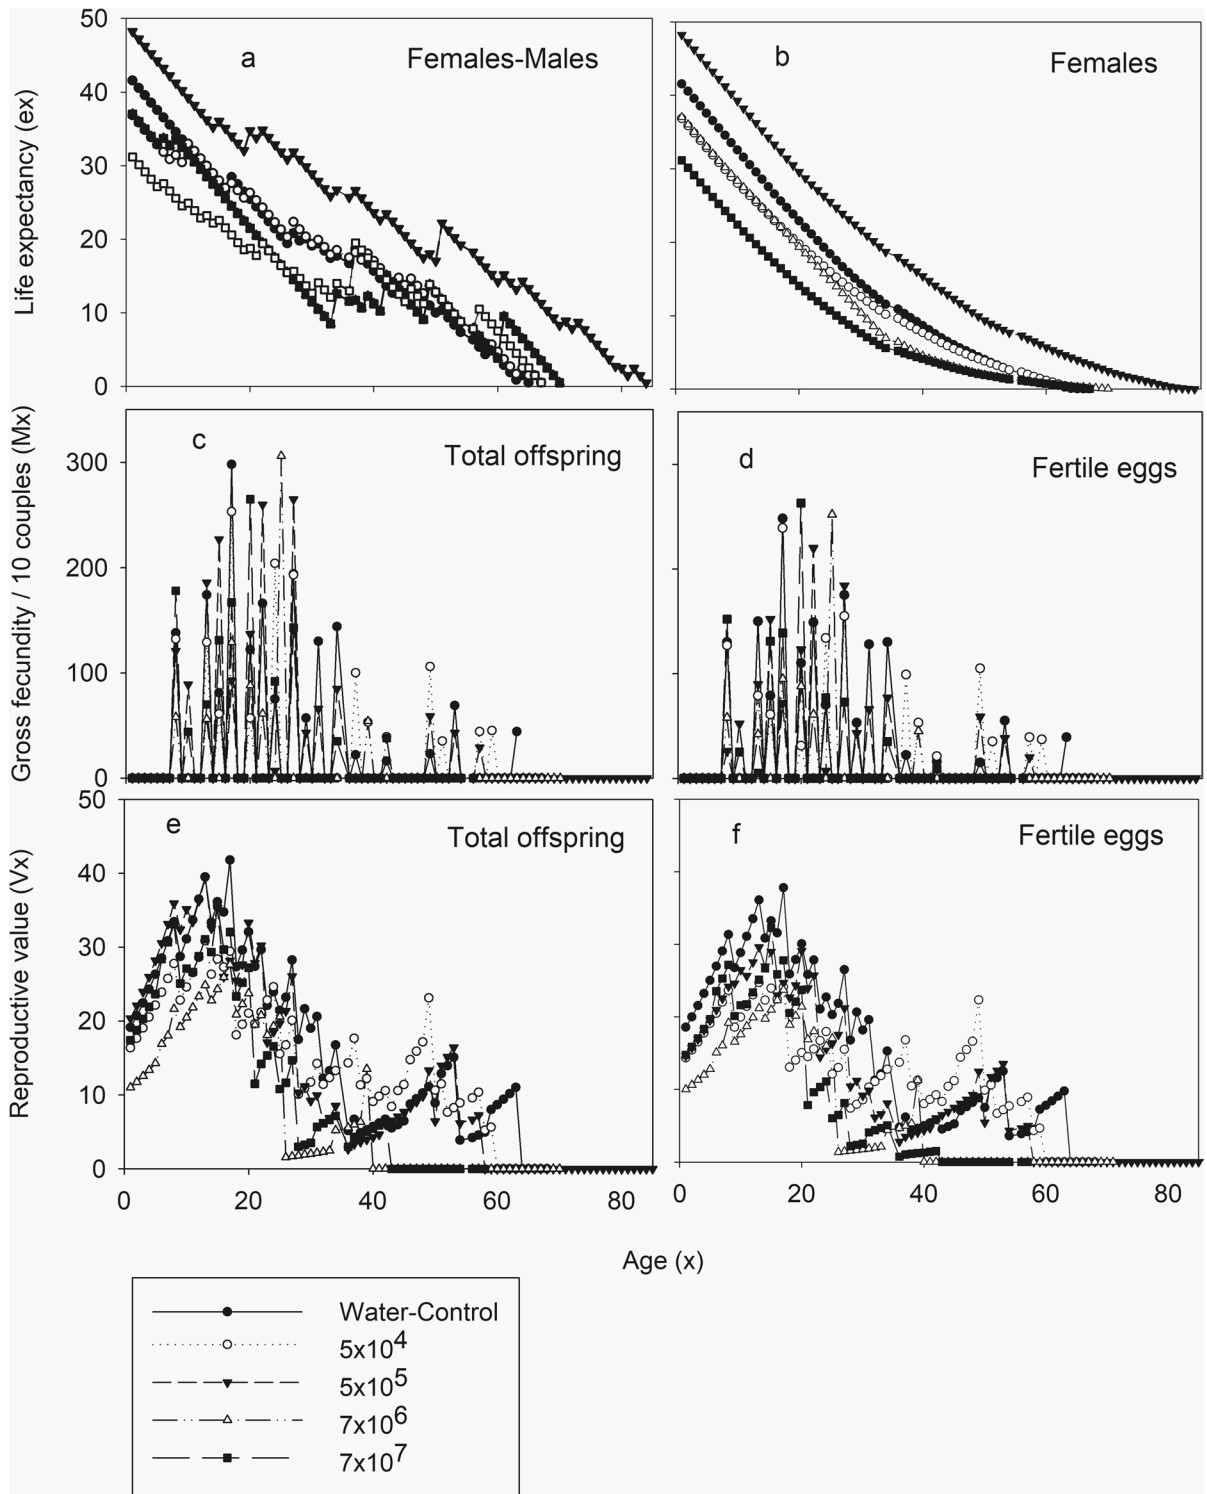 50
40
30
20
10
0
Life expectancy (ex)
a
Females-Males
b
Females
300
200
100
0
Gross fecundity / 10 couples (Mx)
c
Total offspring
d
Fertile eggs
50
40
30
20
10
0
Reproductive value (Vx)
e
Total offspring
f
Fertile eggs
0 20 40 60 80
0 20 40 60 80
Age (x)
Water-Control
5x10^4
5x10^5
7x10^6
7x10^7